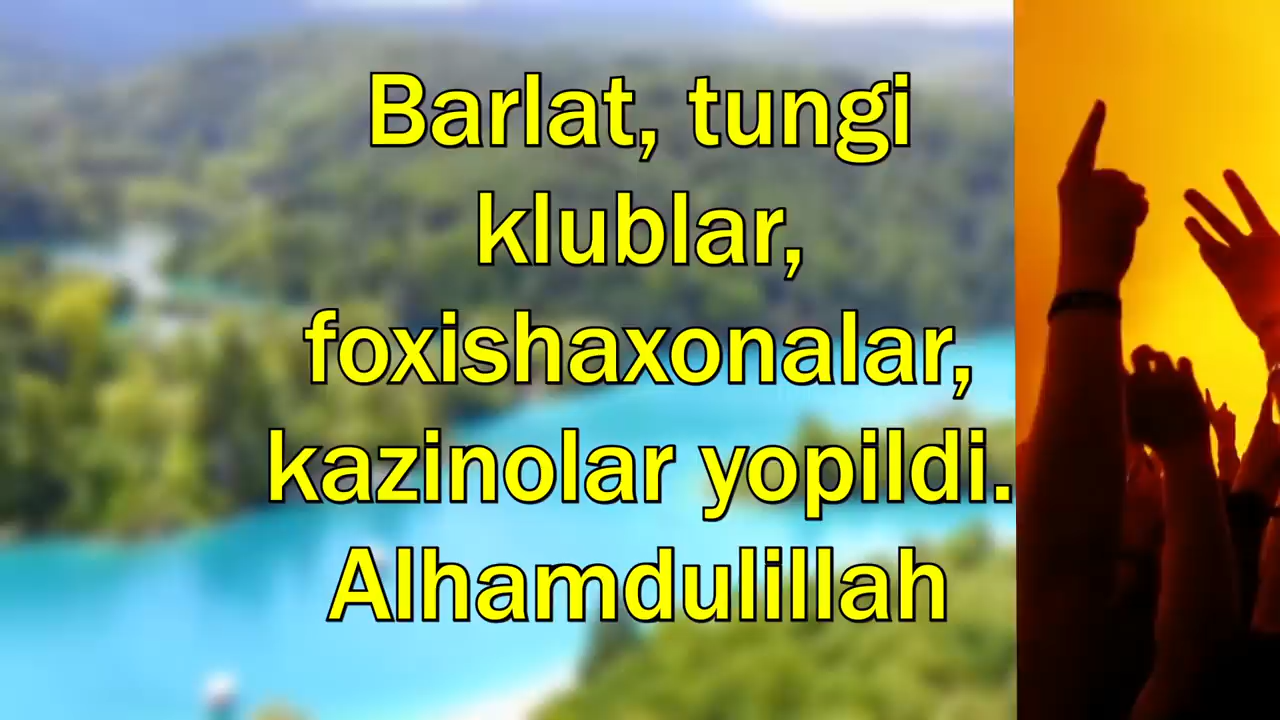 Barlat, tungi
klublar,
foxishaxonalar,
kazinolar yopildi.
Alhamdulillah